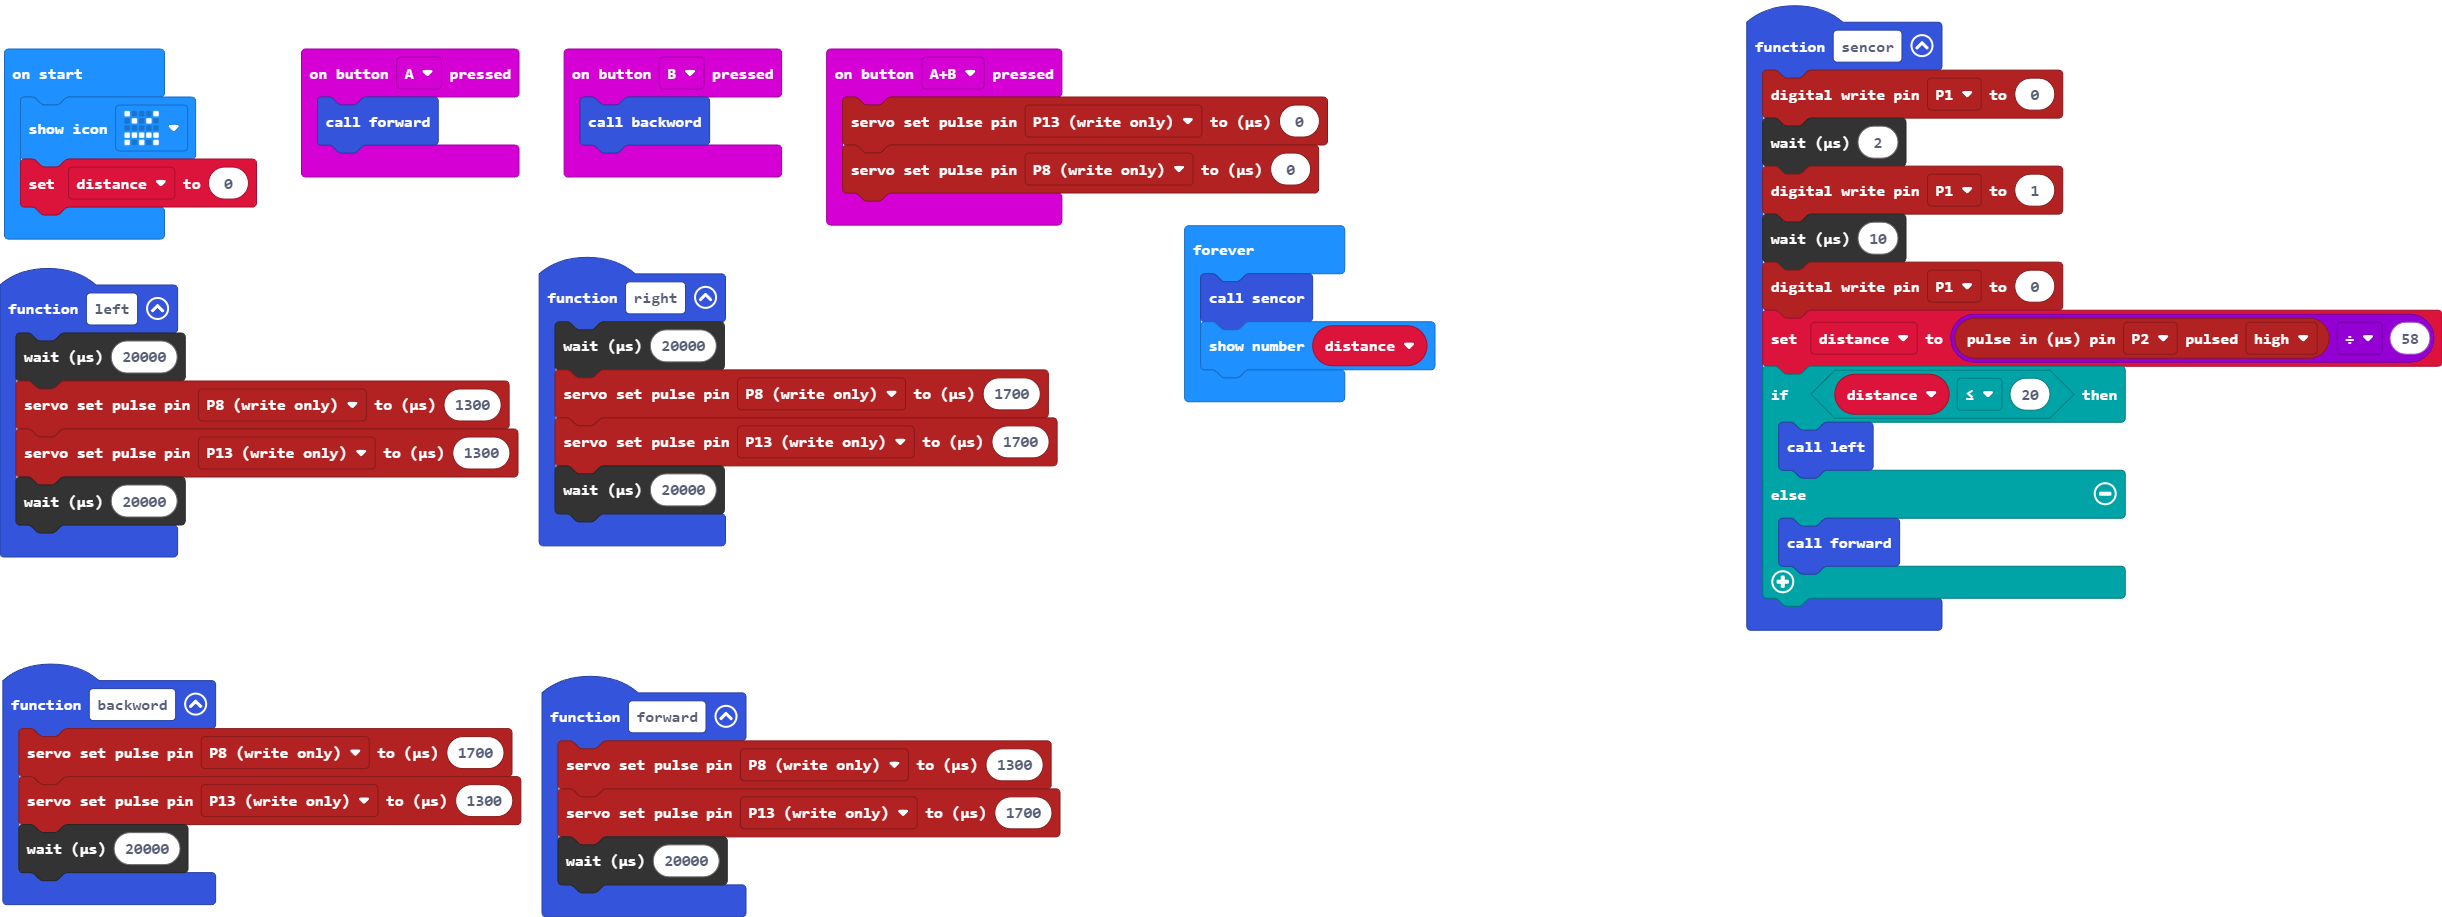 on start
show icon
set distance to 0
on button A pressed
call forward
on button B pressed
call backword
on button A+B pressed
servo set pulse pin P13 (write only) to (µs) 0
servo set pulse pin P8 (write only) to (µs) 0
forever
call sencor
show number distance
function left
wait (µs) 20000
servo set pulse pin P8 (write only) to (µs) 1300
servo set pulse pin P13 (write only) to (µs) 1300
wait (µs) 20000
function right
wait (µs) 20000
servo set pulse pin P8 (write only) to (µs) 1700
servo set pulse pin P13 (write only) to (µs) 1700
wait (µs) 20000
function sencor
digital write pin P1 to 0
wait (µs) 2
digital write pin P1 to 1
wait (µs) 10
digital write pin P1 to 0
set distance to pulse in (µs) pin P2 pulsed high ÷ 58
if distance ≤ 20 then
call left
else
call forward
function backword
servo set pulse pin P8 (write only) to (µs) 1700
servo set pulse pin P13 (write only) to (µs) 1300
wait (µs) 20000
function forward
servo set pulse pin P8 (write only) to (µs) 1300
servo set pulse pin P13 (write only) to (µs) 1700
wait (µs) 20000